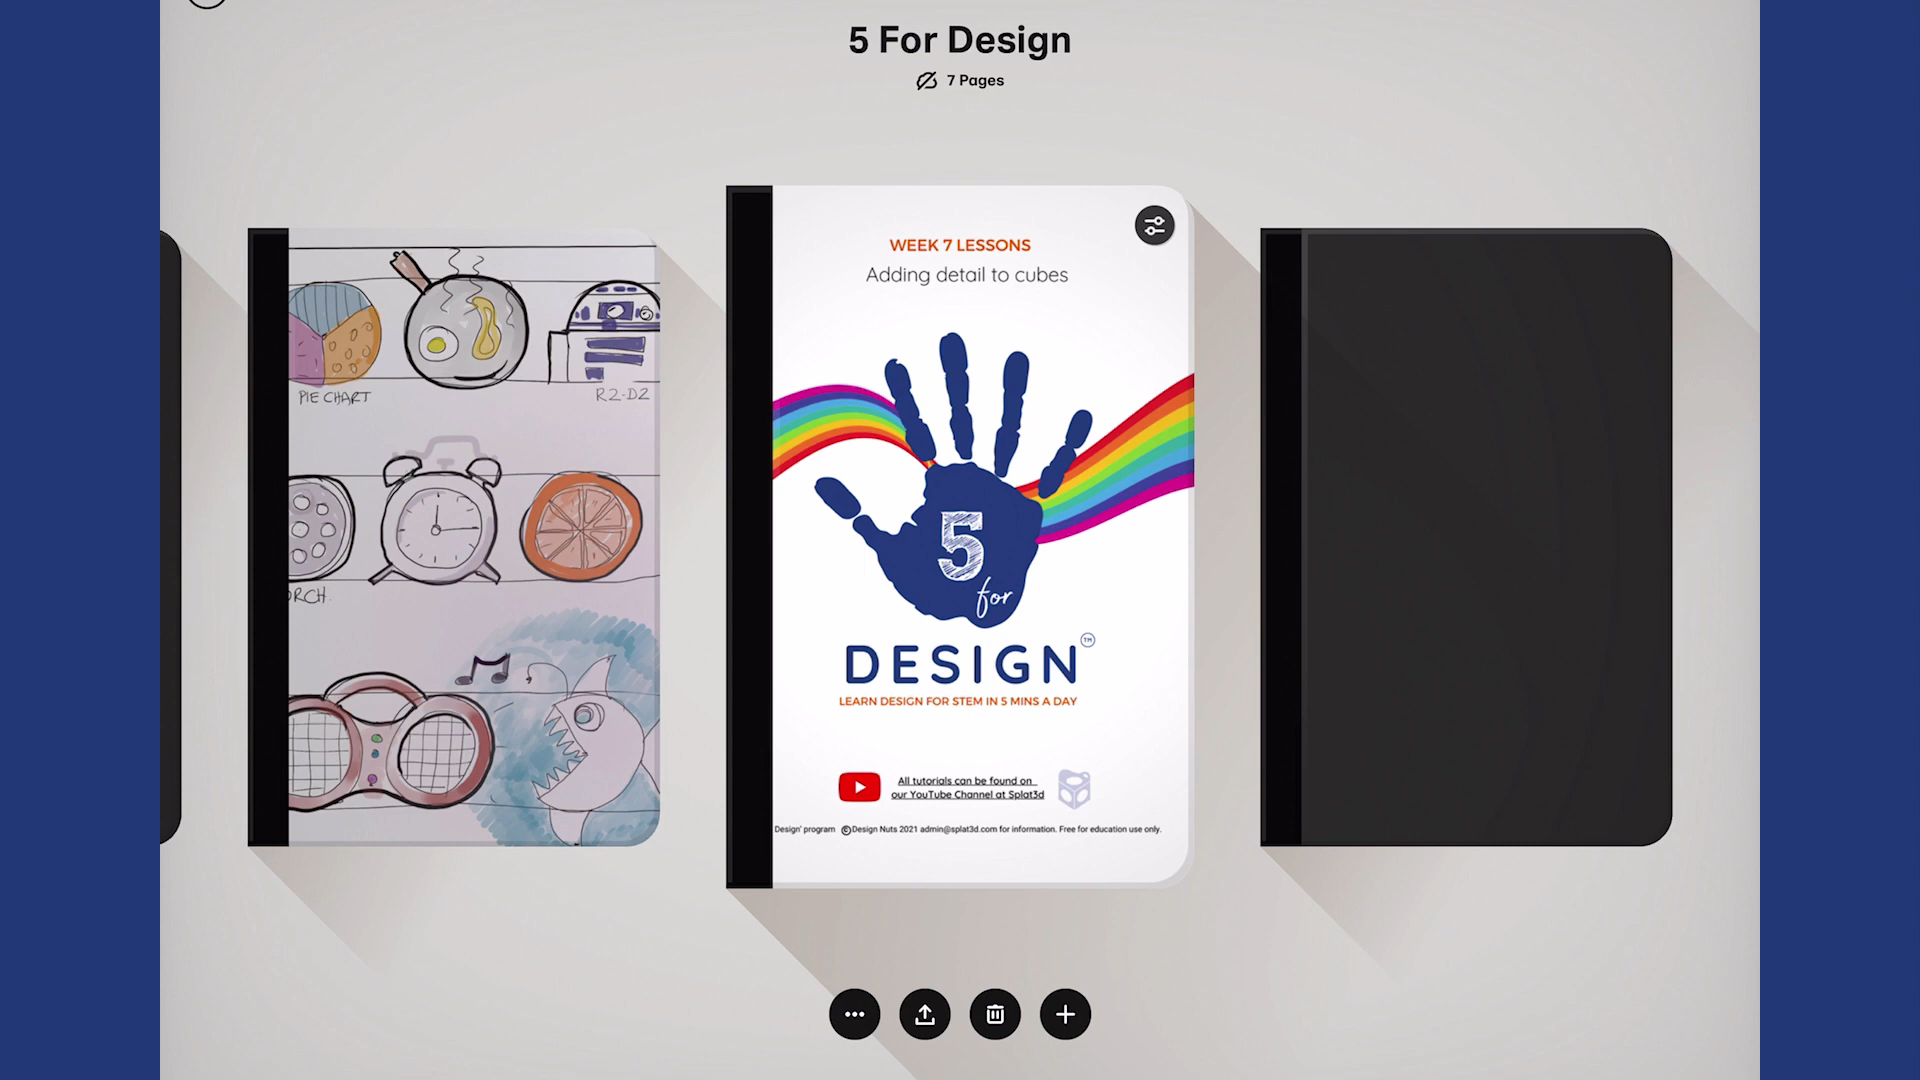 5 For Design
7 Pages
PIE CHART
R2-D2
ORCH.
WEEK 7 LESSONS
Adding detail to cubes
5
for
DESIGN
TM
LEARN DESIGN FOR STEM IN 5 MINS A DAY
All tutorials can be found on
our YouTube Channel at Splat3d
Design' program ©Design Nuts 2021 admin@splat3d.com for information. Free for education use only.